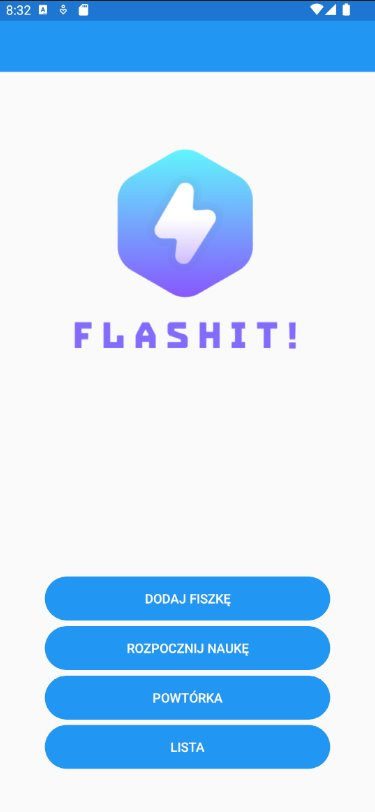 8:32
FLASHIT!
DODAJ FISZKĘ
ROZPOCZNIJ NAUKĘ
POWTÓRKA
LISTA